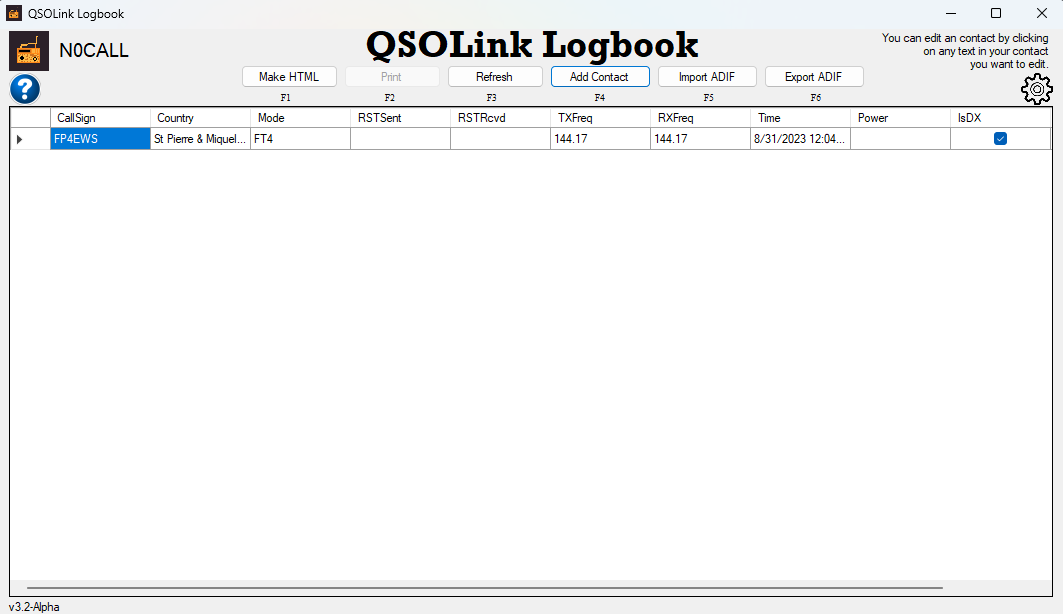 QSOLink Logbook
N0CALL
QSOLink Logbook
You can edit an contact by clicking
on any text in your contact
you want to edit.
?
Make HTML Print Refresh Add Contact Import ADIF Export ADIF
F1 F2 F3 F4 F5 F6
CallSign Country Mode RSTSent RSTRcvd TXFreq RXFreq Time Power IsDX
FP4EWS St Pierre & Miquel... FT4 144.17 144.17 8/31/2023 12:04...
v3.2-Alpha